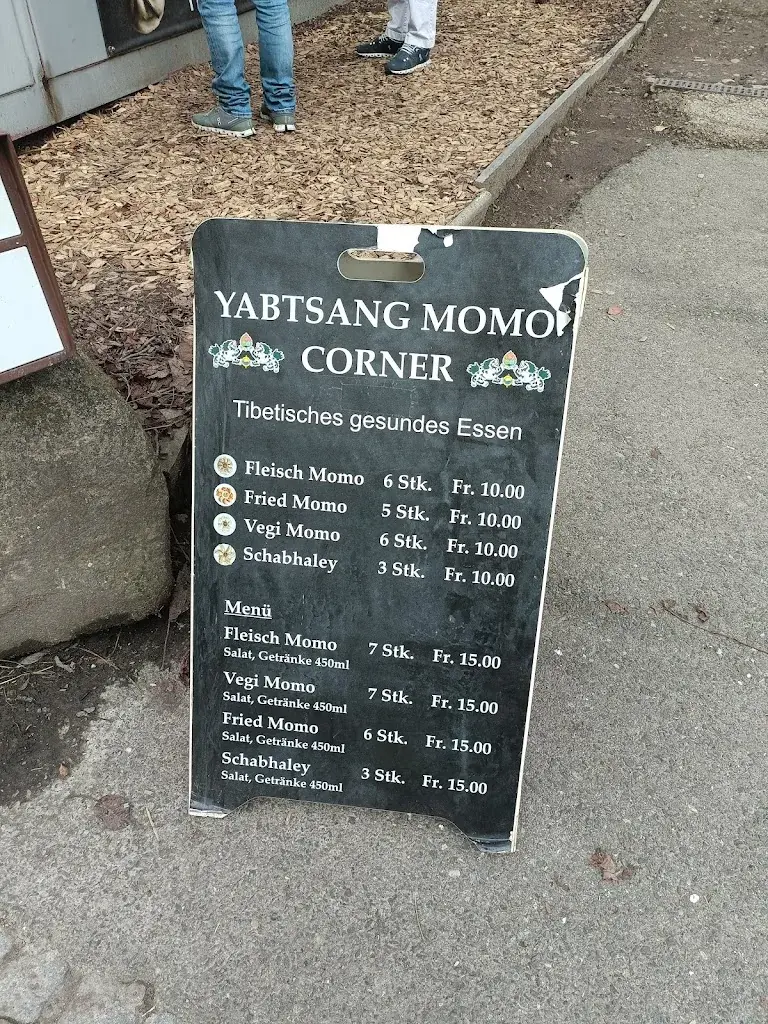 YABTSANG MOMO
CORNER
Tibetisches gesundes Essen
Fleisch Momo 6 Stk. Fr. 10.00
Fried Momo 5 Stk. Fr. 10.00
Vegi Momo 6 Stk. Fr. 10.00
Schabhaley 3 Stk. Fr. 10.00
Menü
Fleisch Momo 7 Stk. Fr. 15.00
Salat, Getränke 450ml
Vegi Momo 7 Stk. Fr. 15.00
Salat, Getränke 450ml
Fried Momo 6 Stk. Fr. 15.00
Salat, Getränke 450ml
Schabhaley 3 Stk. Fr. 15.00
Salat, Getränke 450ml